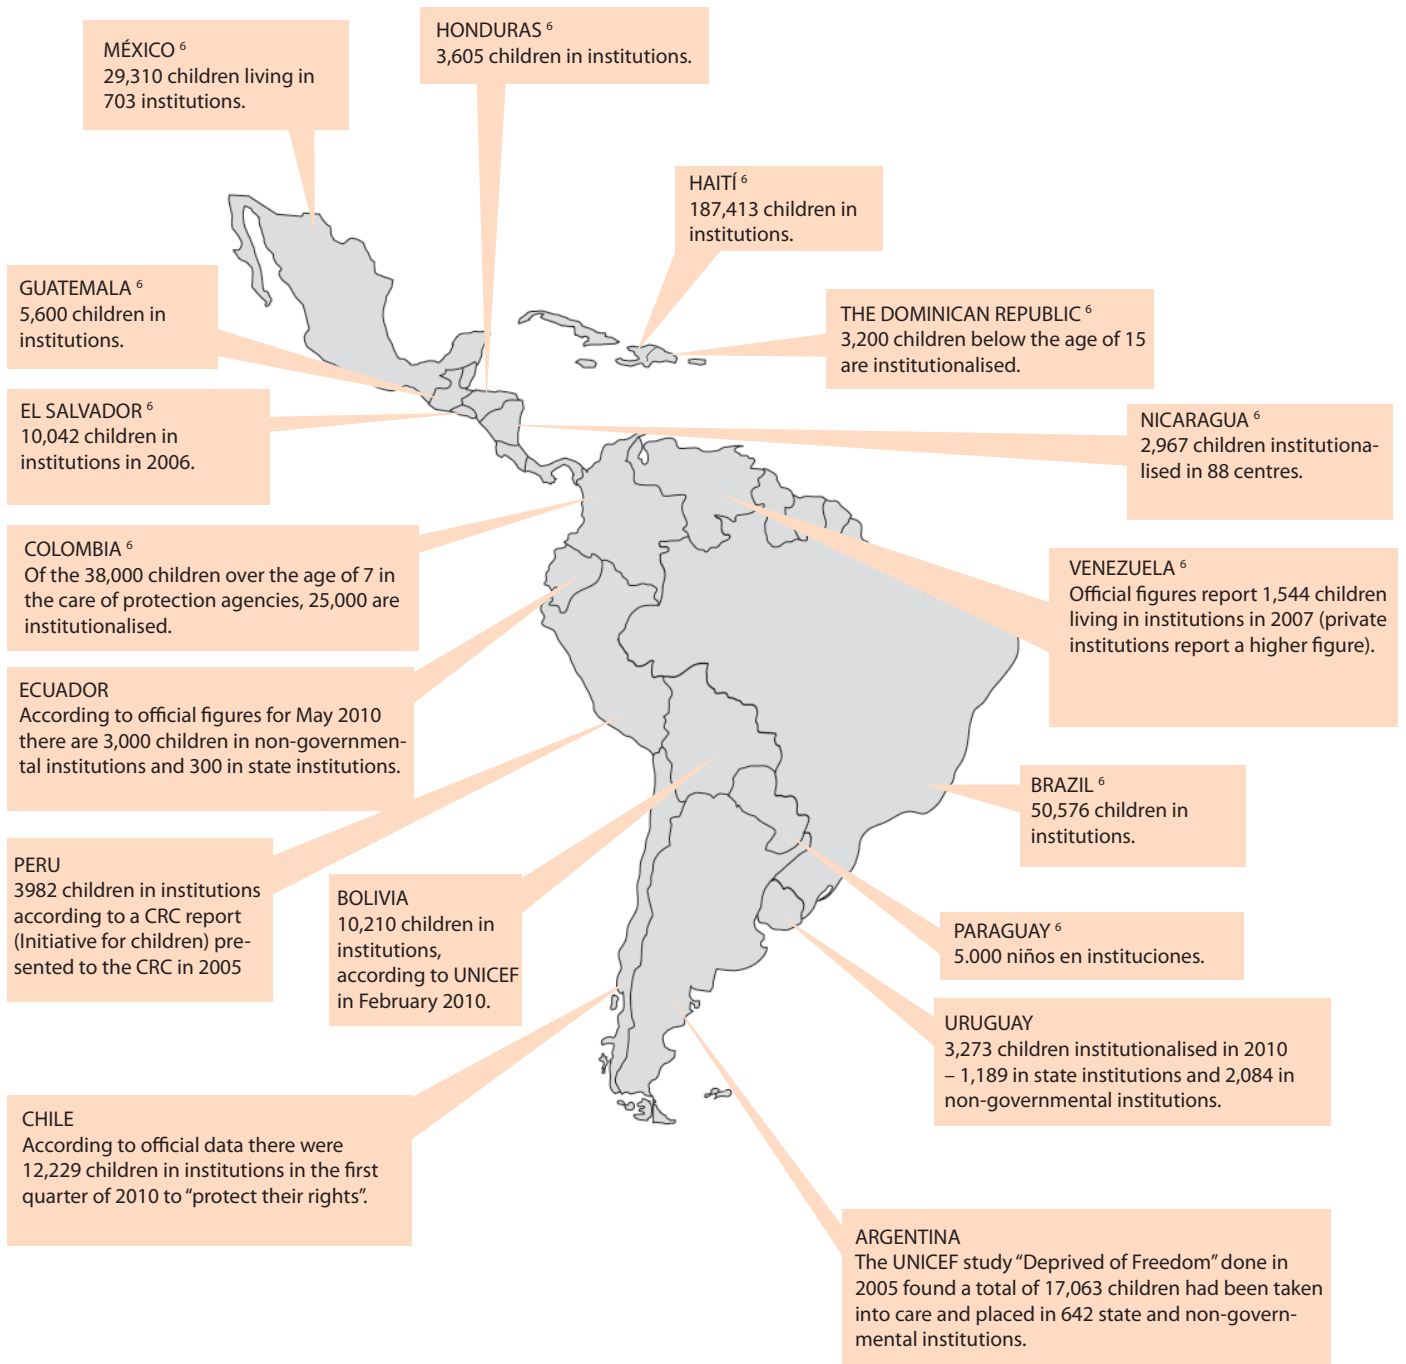 MÉXICO 6
29,310 children living in
703 institutions.
HONDURAS 6
3,605 children in institutions.
HAITÍ 6
187,413 children in
institutions.
GUATEMALA 6
5,600 children in
institutions.
THE DOMINICAN REPUBLIC 6
3,200 children below the age of 15
are institutionalised.
EL SALVADOR 6
10,042 children in
institutions in 2006.
NICARAGUA 6
2,967 children institutiona-
lised in 88 centres.
COLOMBIA 6
Of the 38,000 children over the age of 7 in
the care of protection agencies, 25,000 are
institutionalised.
VENEZUELA 6
Official figures report 1,544 children
living in institutions in 2007 (private
institutions report a higher figure).
ECUADOR
According to official figures for May 2010
there are 3,000 children in non-governmen-
tal institutions and 300 in state institutions.
BRAZIL 6
50,576 children in
institutions.
PERU
3982 children in institutions
according to a CRC report
(Initiative for children) pre-
sented to the CRC in 2005
BOLIVIA
10,210 children in
institutions,
according to UNICEF
in February 2010.
PARAGUAY 6
5.000 niños en instituciones.
URUGUAY
3,273 children institutionalised in 2010
– 1,189 in state institutions and 2,084 in
non-governmental institutions.
CHILE
According to official data there were
12,229 children in institutions in the first
quarter of 2010 to “protect their rights”.
ARGENTINA
The UNICEF study “Deprived of Freedom” done in
2005 found a total of 17,063 children had been taken
into care and placed in 642 state and non-govern-
mental institutions.